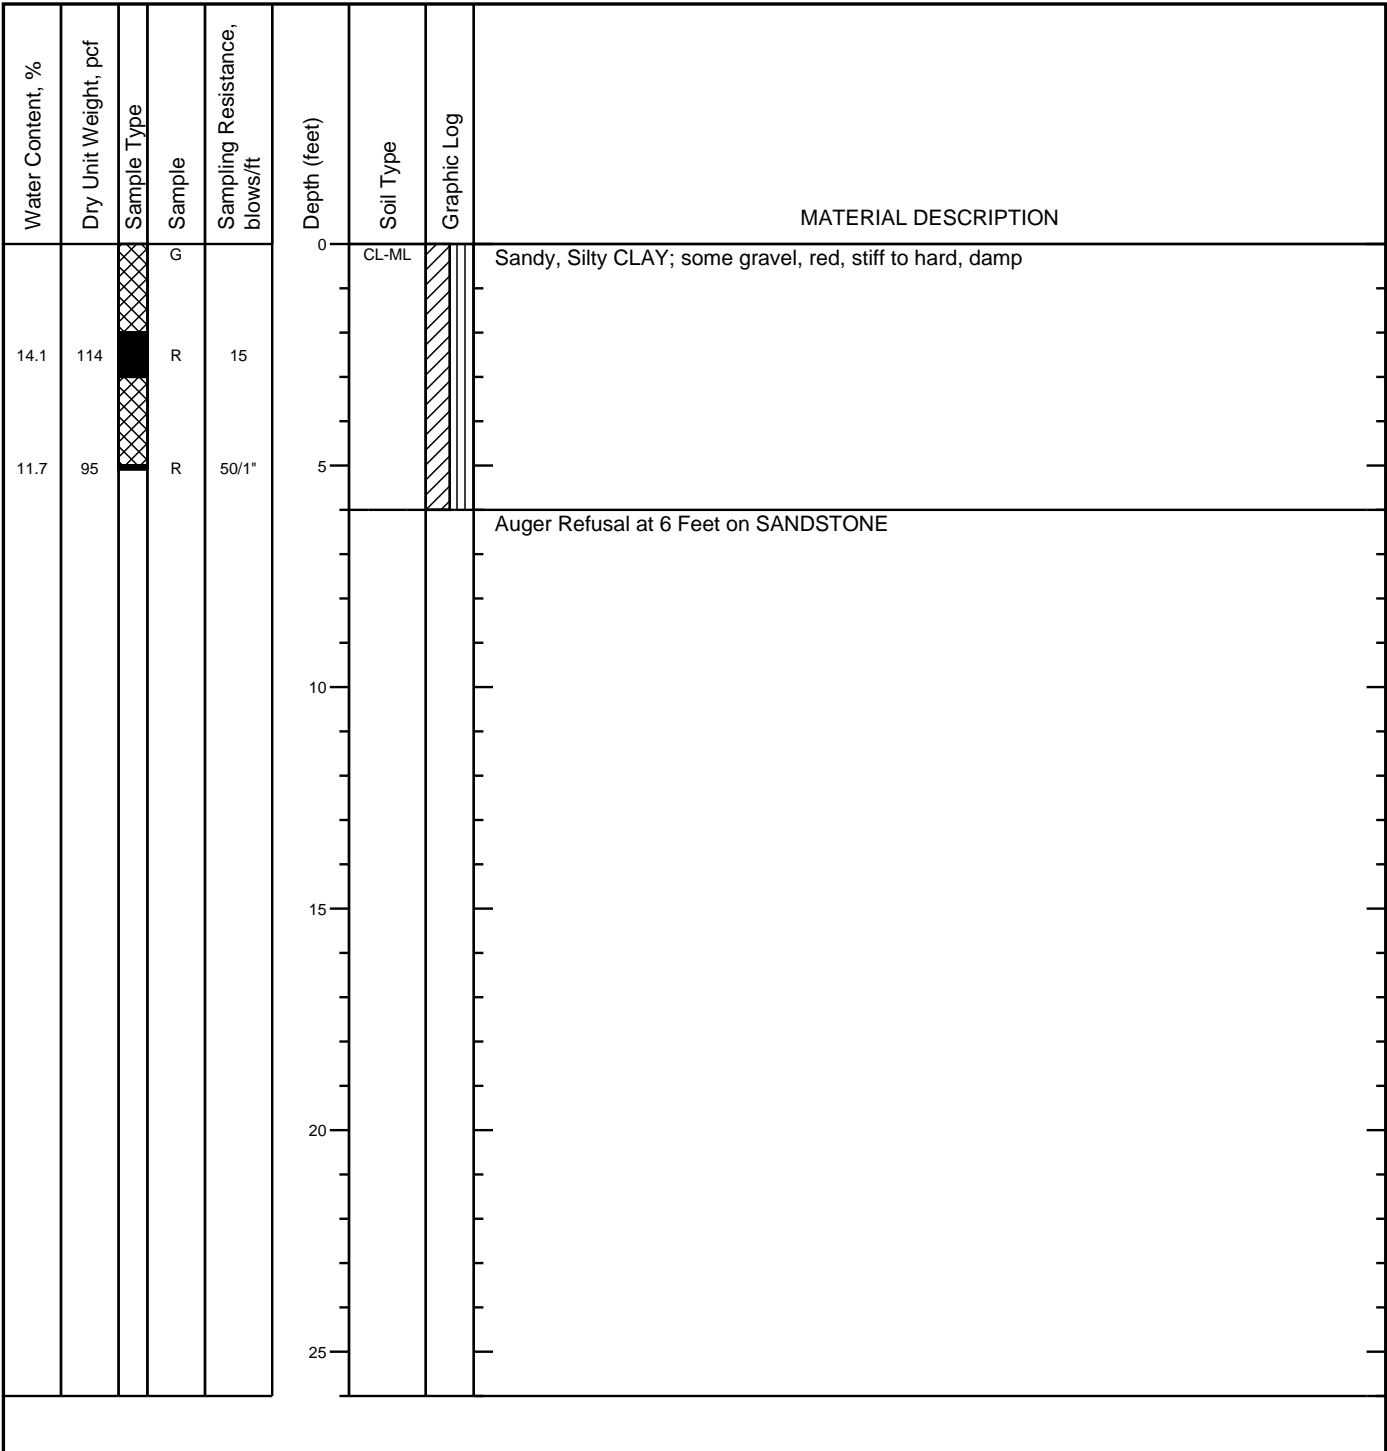 Water Content, %
Dry Unit Weight, pcf
Sample Type
Sample
Sampling Resistance,
blows/ft
Depth (feet)
Soil Type
Graphic Log
MATERIAL DESCRIPTION
0
G
CL-ML
Sandy, Silty CLAY; some gravel, red, stiff to hard, damp
14.1
114
R
15
11.7
95
R
50/1"
5
Auger Refusal at 6 Feet on SANDSTONE
10
15
20
25